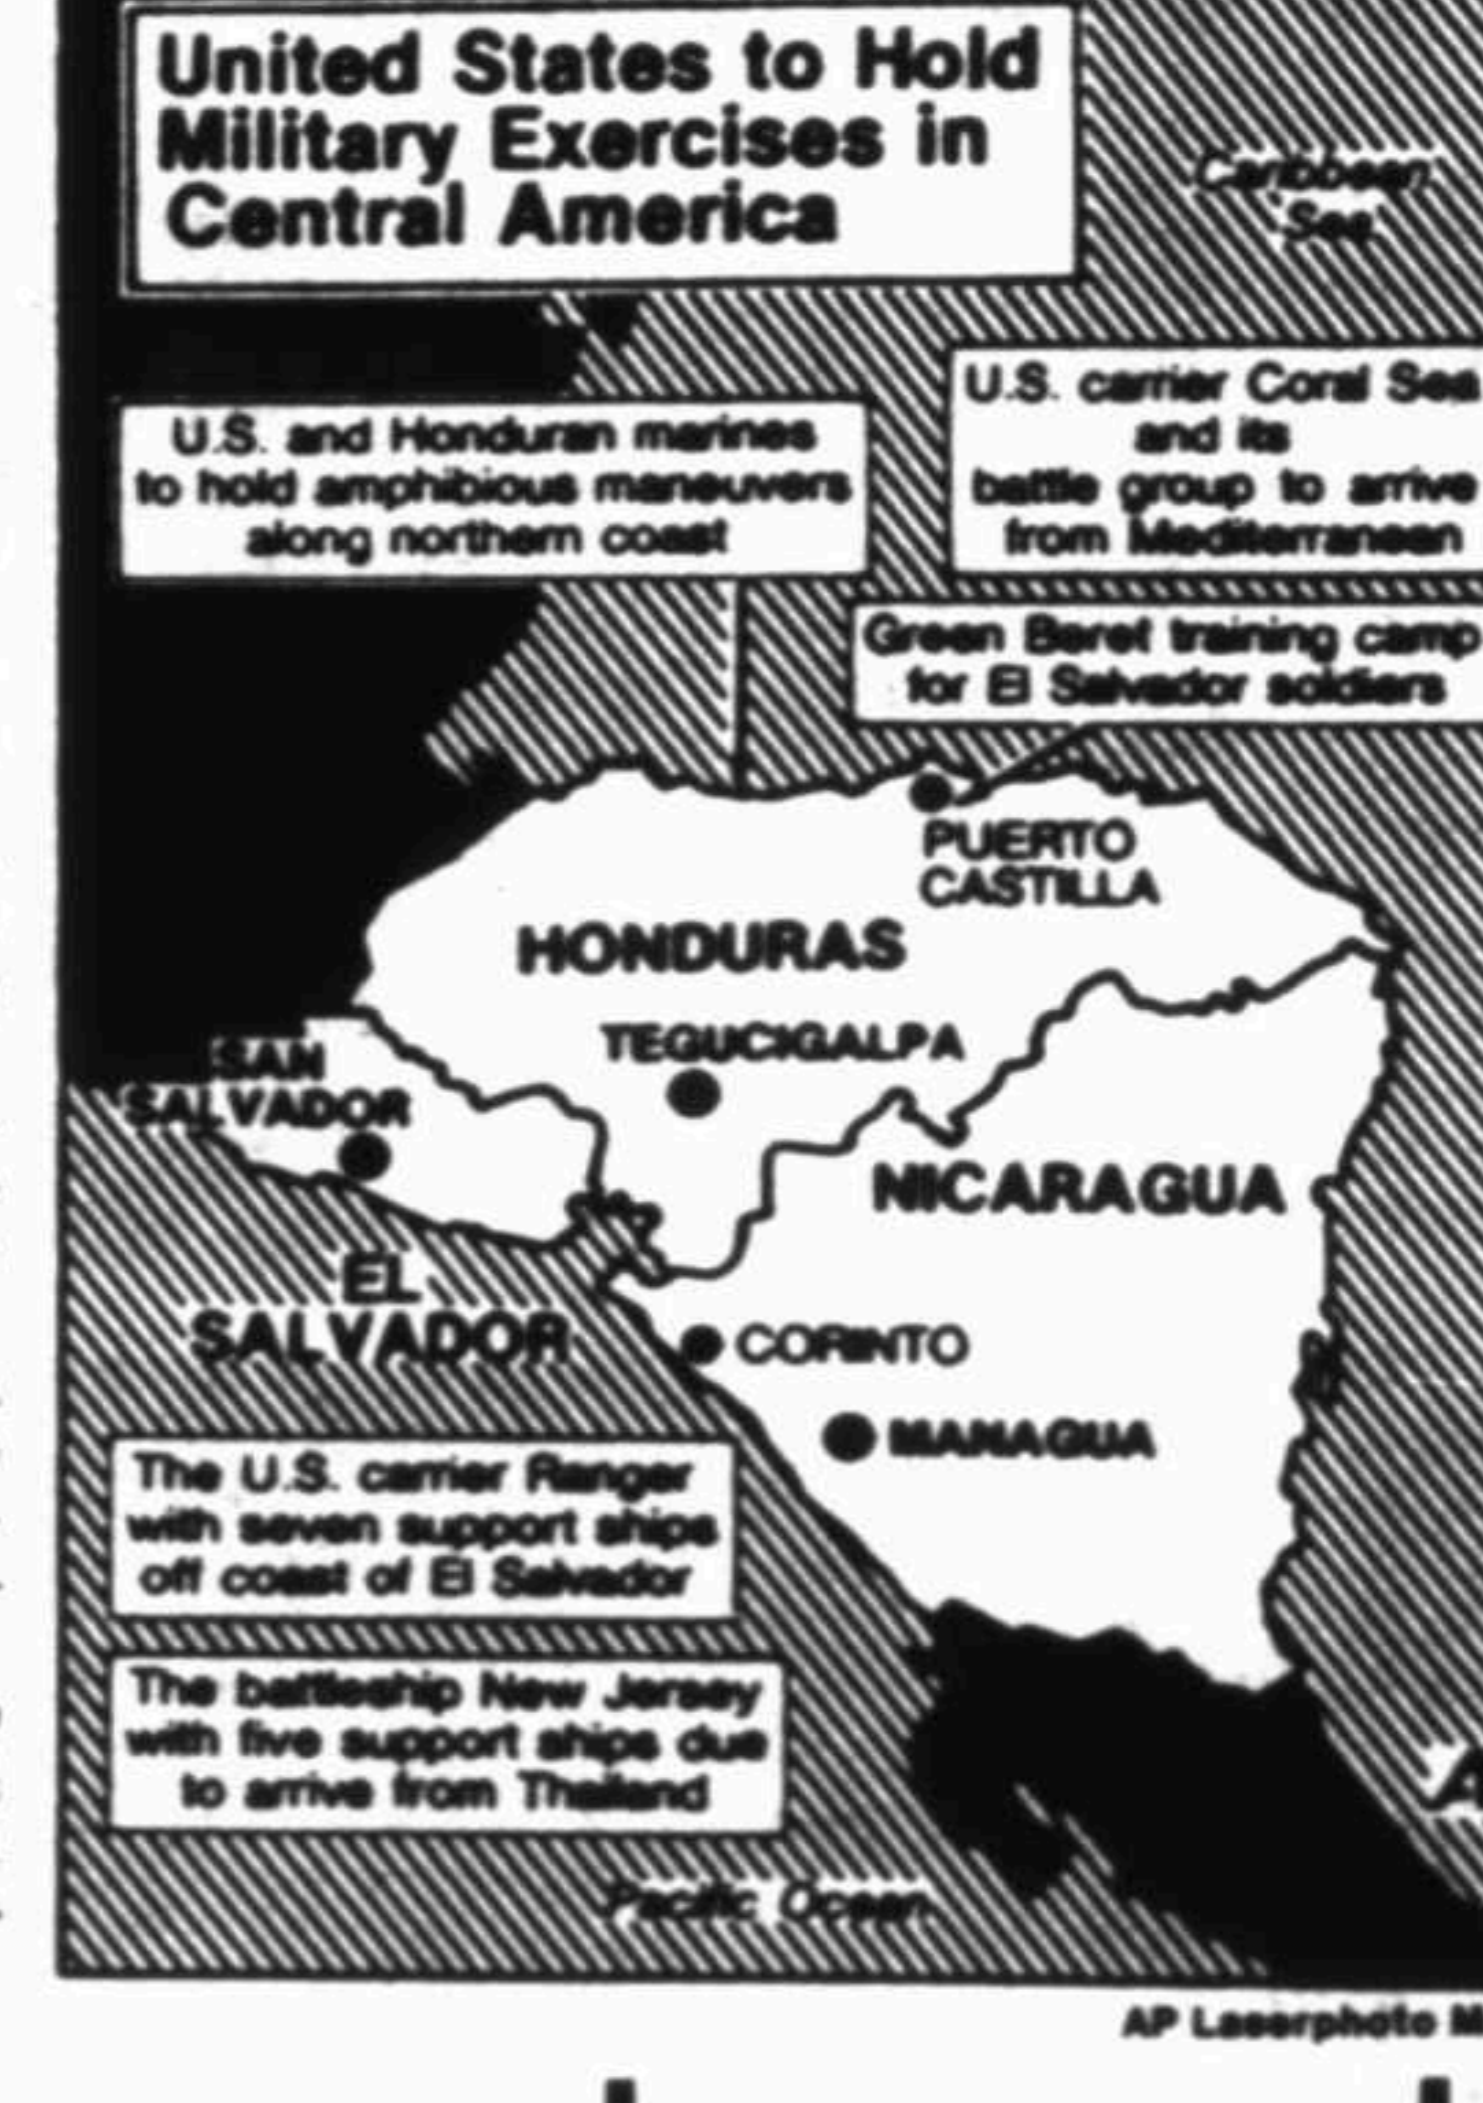 United States to Hold
Military Exercises in
Central America
Caribbean
Sea
U.S. carrier Coral Sea
and its
battle group to arrive
from Mediterranean
U.S. and Honduran marines
to hold amphibious maneuvers
along northern coast
Green Beret training camp
for El Salvador soldiers
PUERTO
CASTILLA
HONDURAS
TEGUCIGALPA
SAN
SALVADOR
NICARAGUA
EL
SALVADOR
CORINTO
MANAGUA
The U.S. carrier Ranger
with seven support ships
off coast of El Salvador
The battleship New Jersey
with five support ships due
to arrive from Thailand
Pacific Ocean
AP Laserphoto